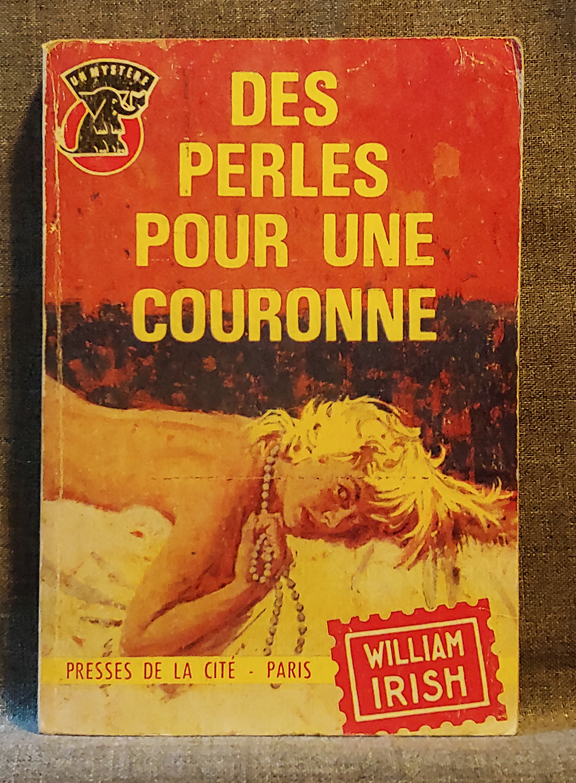 UN MYSTÈRE
DES
PERLES
POUR UNE
COURONNE
PRESSES DE LA CITÉ - PARIS
WILLIAM
IRISH